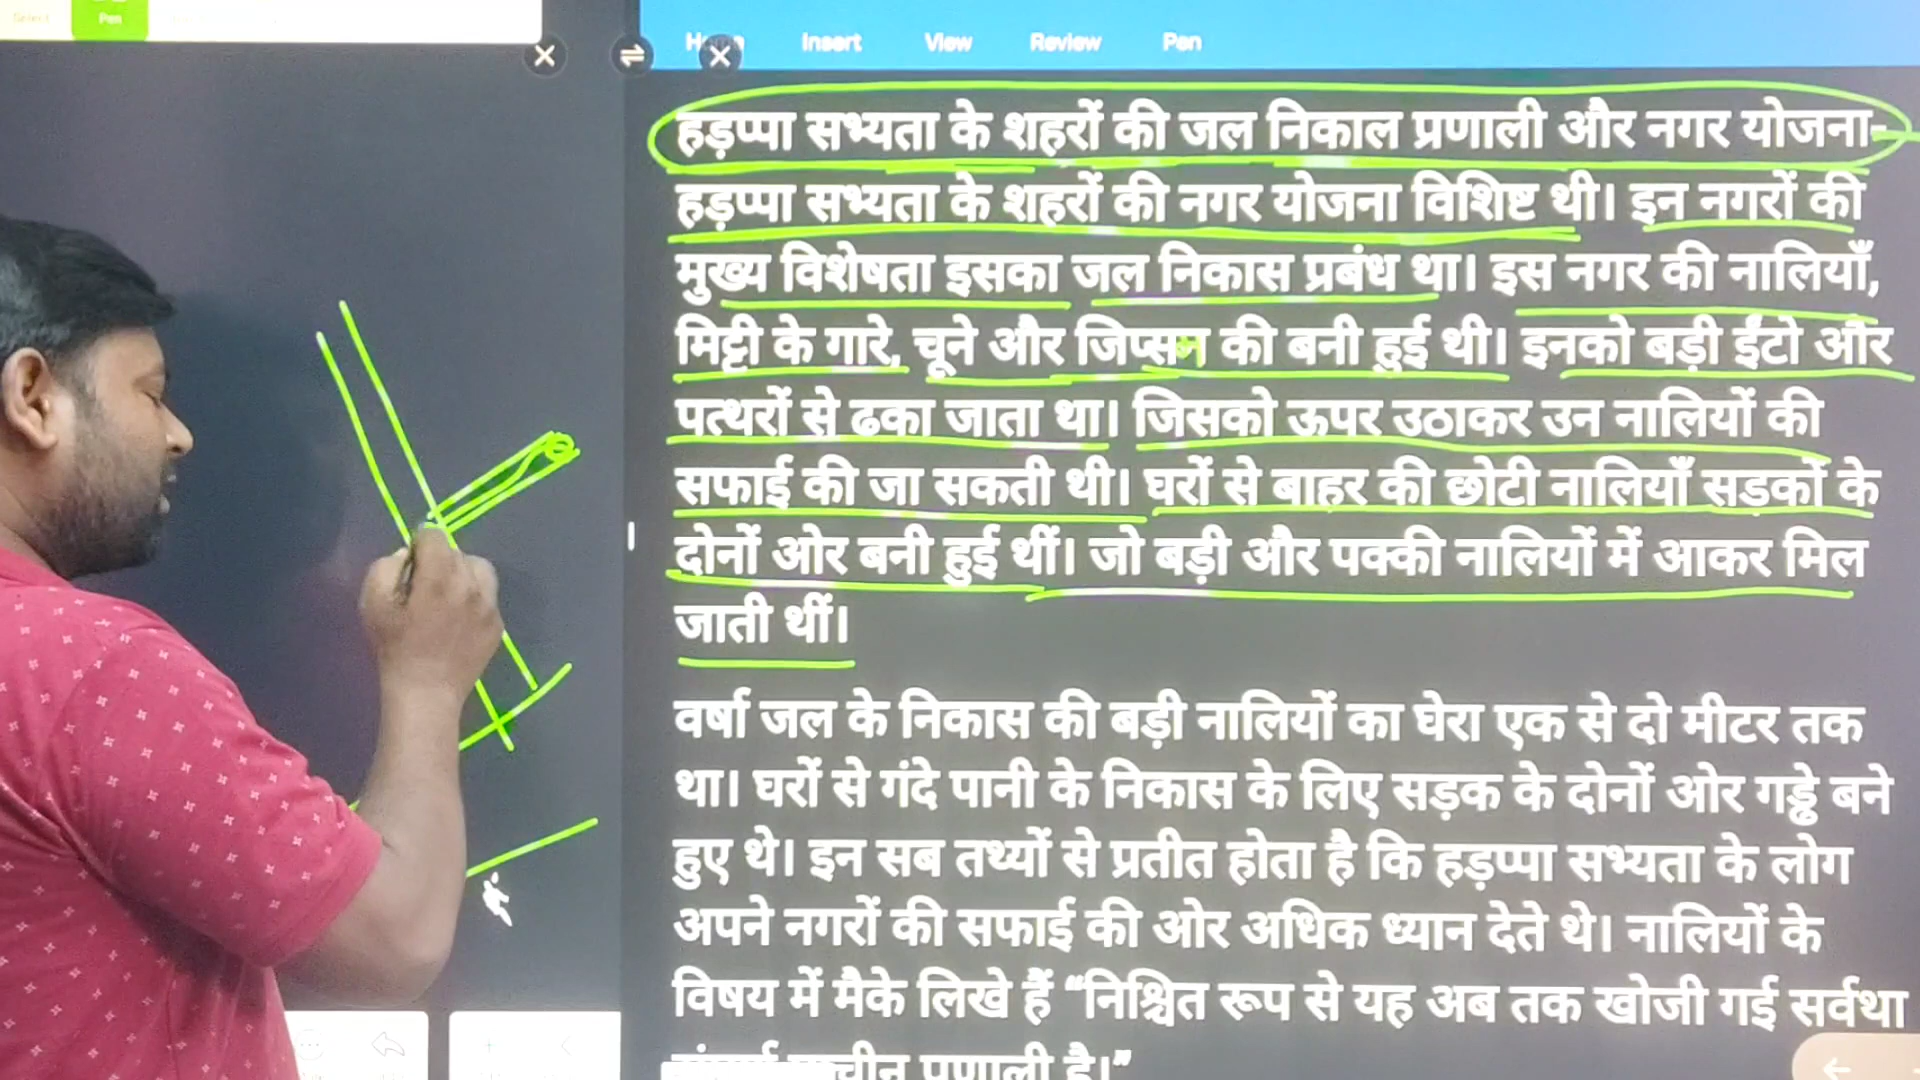 Select
Pen
Insert
View
Review
Pen
हड़प्पा सभ्यता के शहरों की जल निकाल प्रणाली और नगर योजना-
हड़प्पा सभ्यता के शहरों की नगर योजना विशिष्ट थी। इन नगरों की
मुख्य विशेषता इसका जल निकास प्रबंध था। इस नगर की नालियाँ,
मिट्टी के गारे, चूने और जिप्सन की बनी हुई थी। इनको बड़ी ईंटो और
पत्थरों से ढका जाता था। जिसको ऊपर उठाकर उन नालियों की
सफाई की जा सकती थी। घरों से बाहर की छोटी नालियाँ सड़कों के
दोनों ओर बनी हुई थीं। जो बड़ी और पक्की नालियों में आकर मिल
जाती थीं।
वर्षा जल के निकास की बड़ी नालियों का घेरा एक से दो मीटर तक
था। घरों से गंदे पानी के निकास के लिए सड़क के दोनों ओर गड्ढे बने
हुए थे। इन सब तथ्यों से प्रतीत होता है कि हड़प्पा सभ्यता के लोग
अपने नगरों की सफाई की ओर अधिक ध्यान देते थे। नालियों के
विषय में मैके लिखे हैं “निश्चित रूप से यह अब तक खोजी गई सर्वथा
प्रणाली है।”